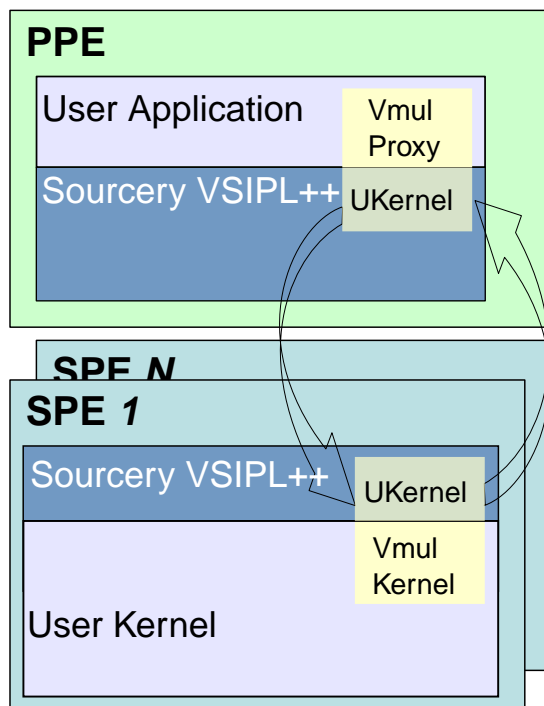 PPE
User Application
Vmul
Proxy
Sourcery VSIPL++
UKernel
SPE N
SPE 1
Sourcery VSIPL++
UKernel
Vmul
Kernel
User Kernel